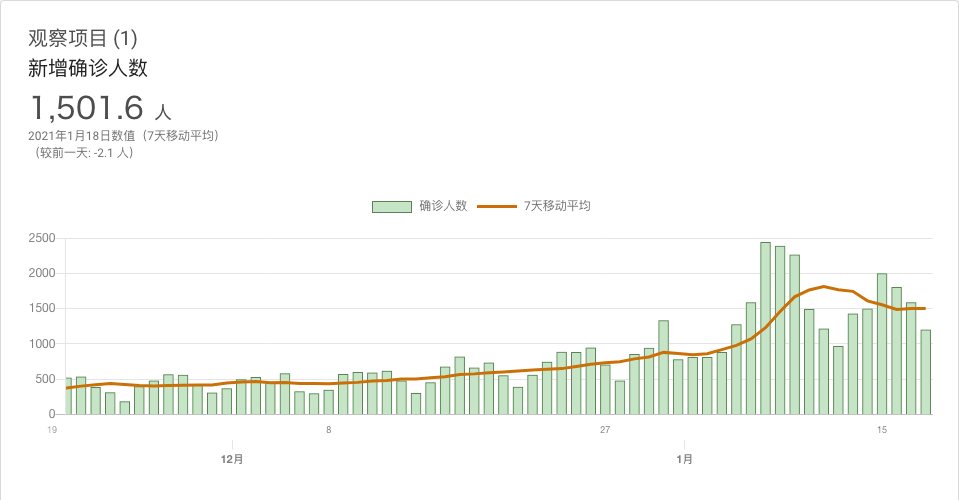 观察项目 (1)
新增确诊人数
1,501.6 人
2021年1月18日数值（7天移动平均）
（较前一天: -2.1 人）
确诊人数 7天移动平均
2500
2000
1500
1000
500
0
19 8 27 15
12月 1月